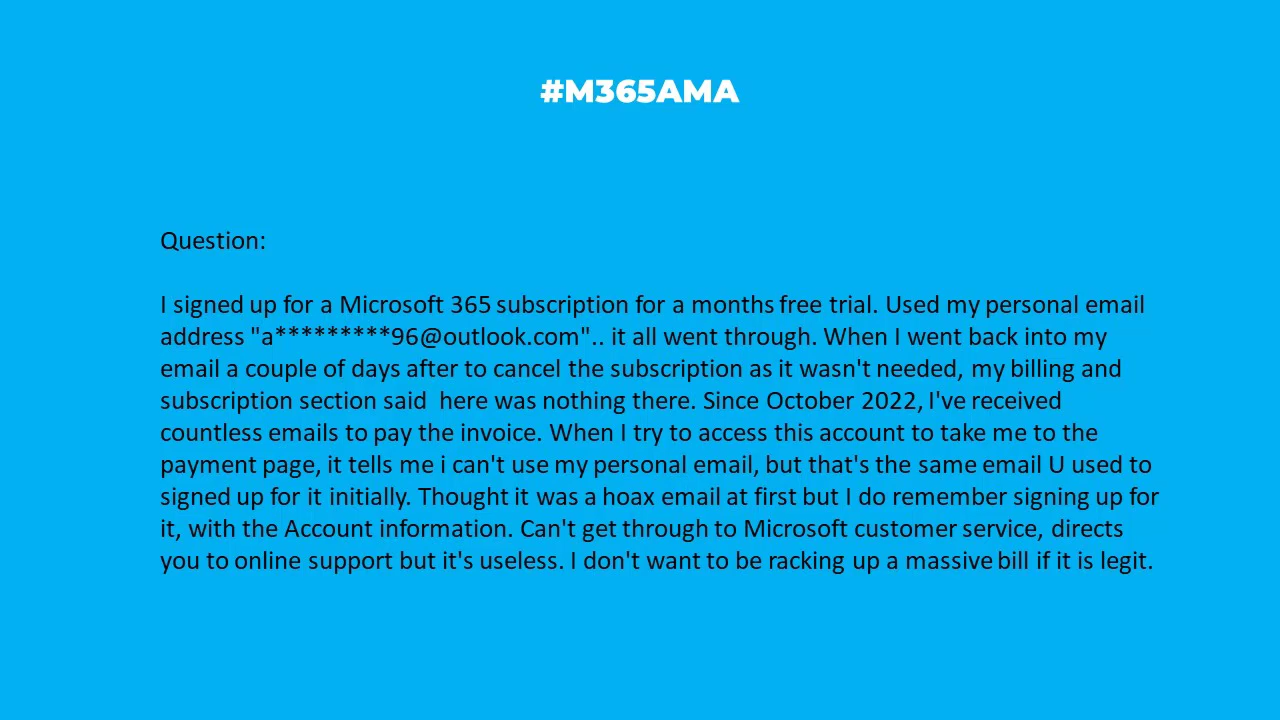 #M365AMA
Question:
I signed up for a Microsoft 365 subscription for a months free trial. Used my personal email
address "a*********96@outlook.com".. it all went through. When I went back into my
email a couple of days after to cancel the subscription as it wasn't needed, my billing and
subscription section said  here was nothing there. Since October 2022, I've received
countless emails to pay the invoice. When I try to access this account to take me to the
payment page, it tells me i can't use my personal email, but that's the same email U used to
signed up for it initially. Thought it was a hoax email at first but I do remember signing up for
it, with the Account information. Can't get through to Microsoft customer service, directs
you to online support but it's useless. I don't want to be racking up a massive bill if it is legit.